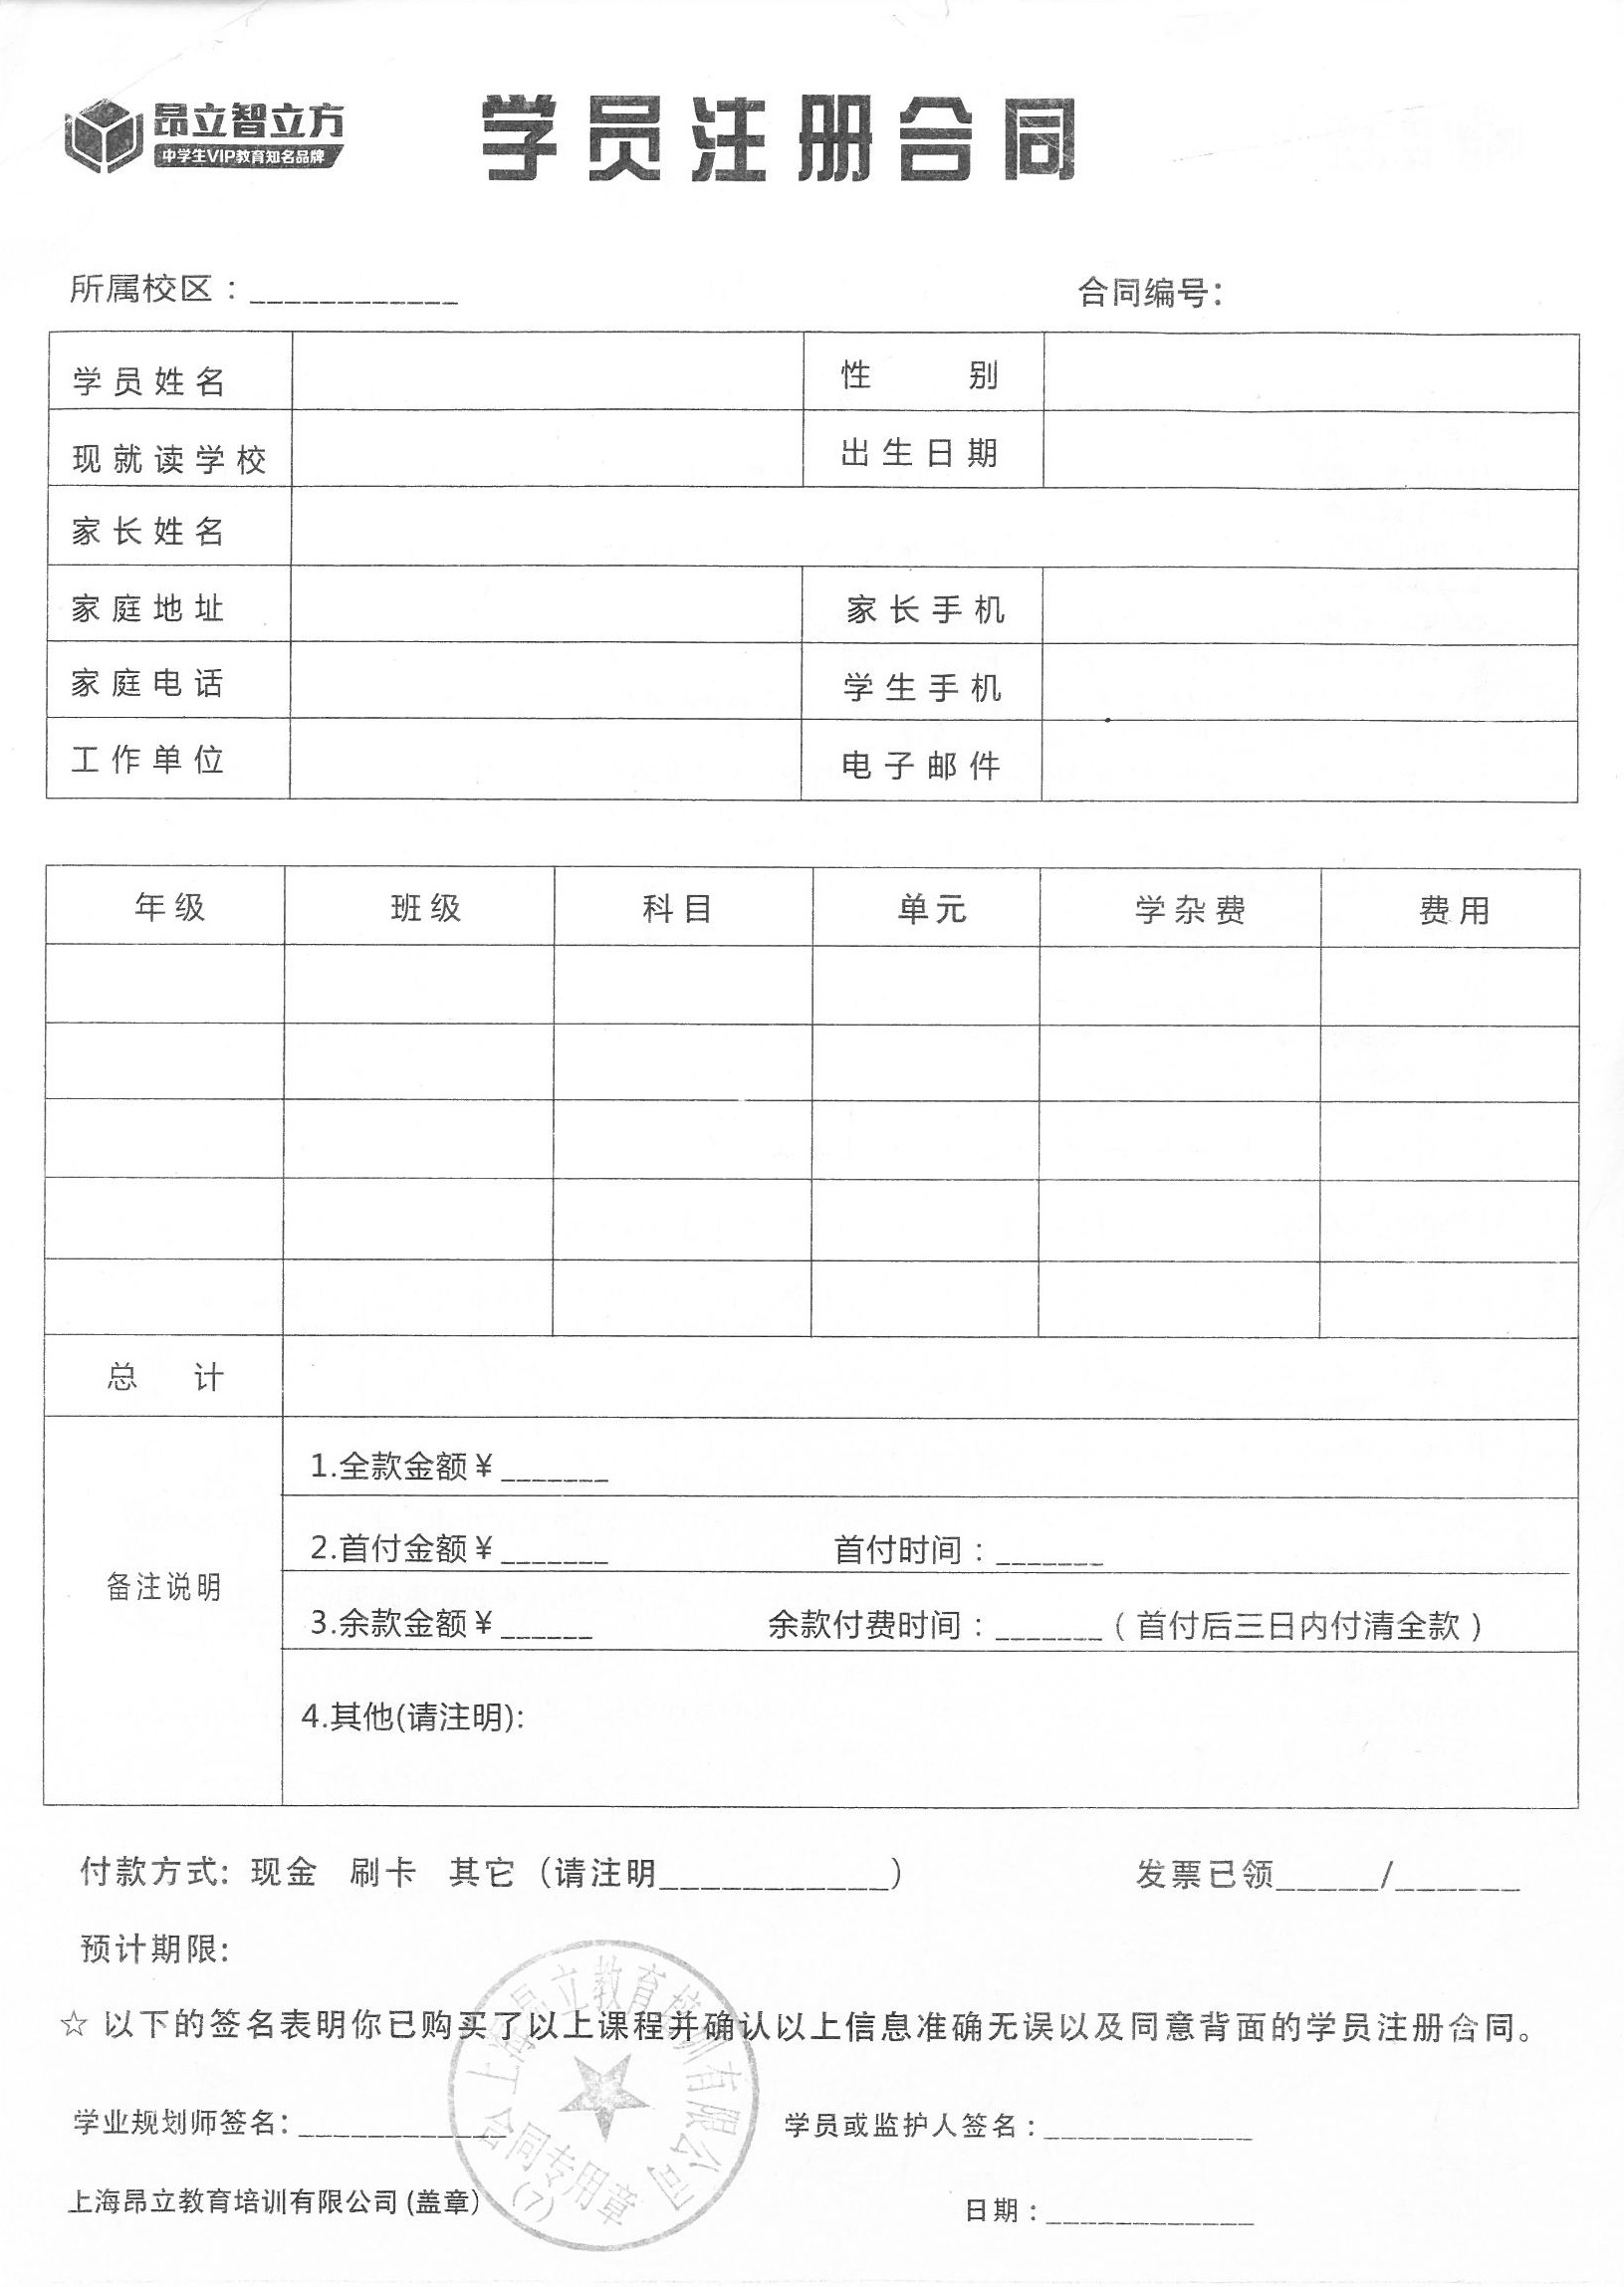 昂立智立方
中学生VIP教育知名品牌
学员注册合同
所属校区：____________ 合同编号：
学员姓名 性 别
现就读学校 出生日期
家长姓名
家庭地址 家长手机
家庭电话 学生手机
工作单位 电子邮件
年级 班级 科目 单元 学杂费 费用
总 计
备注说明
1.全款金额￥_______
2.首付金额￥_______ 首付时间：_______
3.余款金额￥______ 余款付费时间：_______（首付后三日内付清全款）
4.其他(请注明):
付款方式: 现金 刷卡 其它（请注明___________） 发票已领_____/______
预计期限:
☆ 以下的签名表明你已购买了以上课程并确认以上信息准确无误以及同意背面的学员注册合同。
学业规划师签名：____________ 学员或监护人签名：____________
上海昂立教育培训有限公司 (盖章) 日期：____________
上海昂立教育培训有限公司
合同专用章
(7)